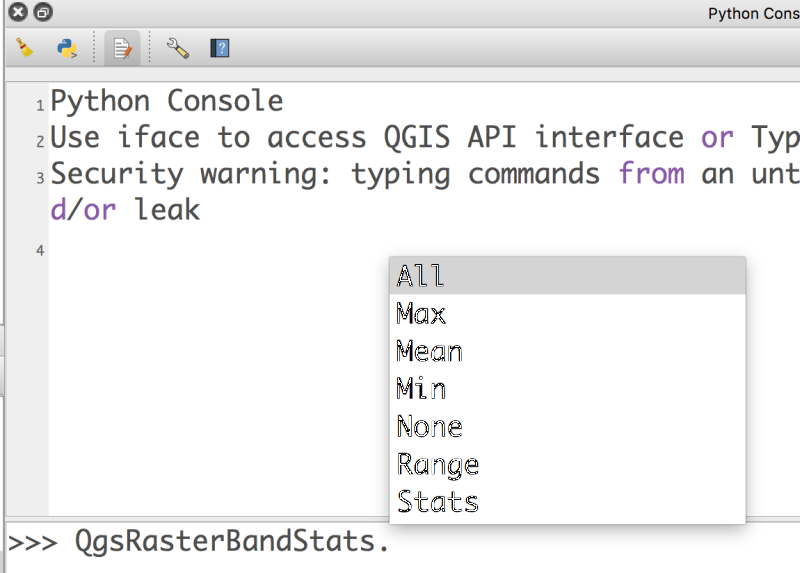 Python Cons
1 Python Console
2 Use iface to access QGIS API interface or Typ
3 Security warning: typing commands from an unt
d/or leak
4
All
Max
Mean
Min
None
Range
Stats
>>> QgsRasterBandStats.